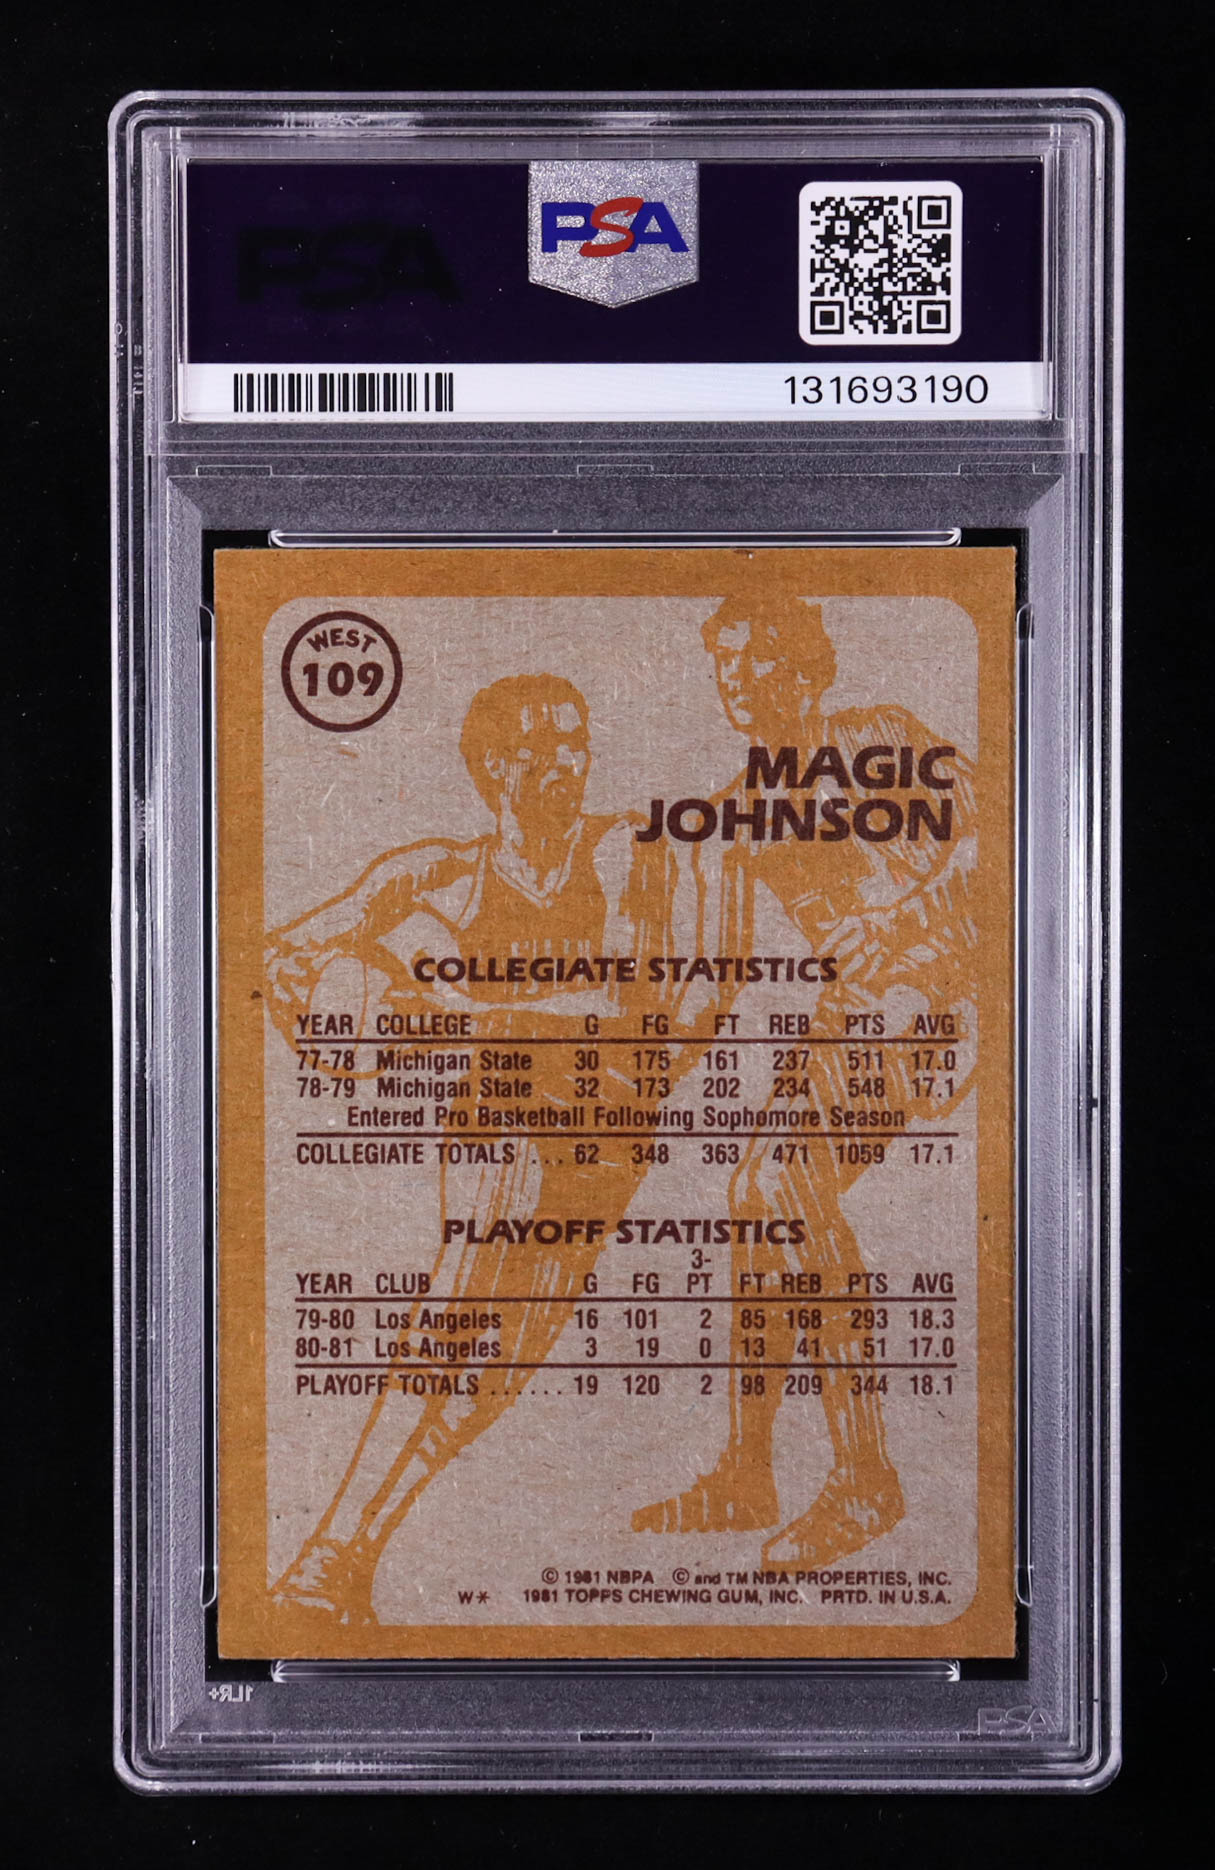 PSA
PSA
131693190
WEST
109
MAGIC
JOHNSON
COLLEGIATE STATISTICS
YEAR COLLEGE G FG FT REB PTS AVG
77-78 Michigan State 30 175 161 237 511 17.0
78-79 Michigan State 32 173 202 234 548 17.1
Entered Pro Basketball Following Sophomore Season
COLLEGIATE TOTALS ... 62 348 363 471 1059 17.1
PLAYOFF STATISTICS
YEAR CLUB G FG 3-PT FT REB PTS AVG
79-80 Los Angeles 16 101 2 85 168 293 18.3
80-81 Los Angeles 3 19 0 13 41 51 17.0
PLAYOFF TOTALS ...... 19 120 2 98 209 344 18.1
© 1981 NBPA © and TM NBA PROPERTIES, INC.
W* 1981 TOPPS CHEWING GUM, INC. PRTD. IN U.S.A.
1LR+
PSA